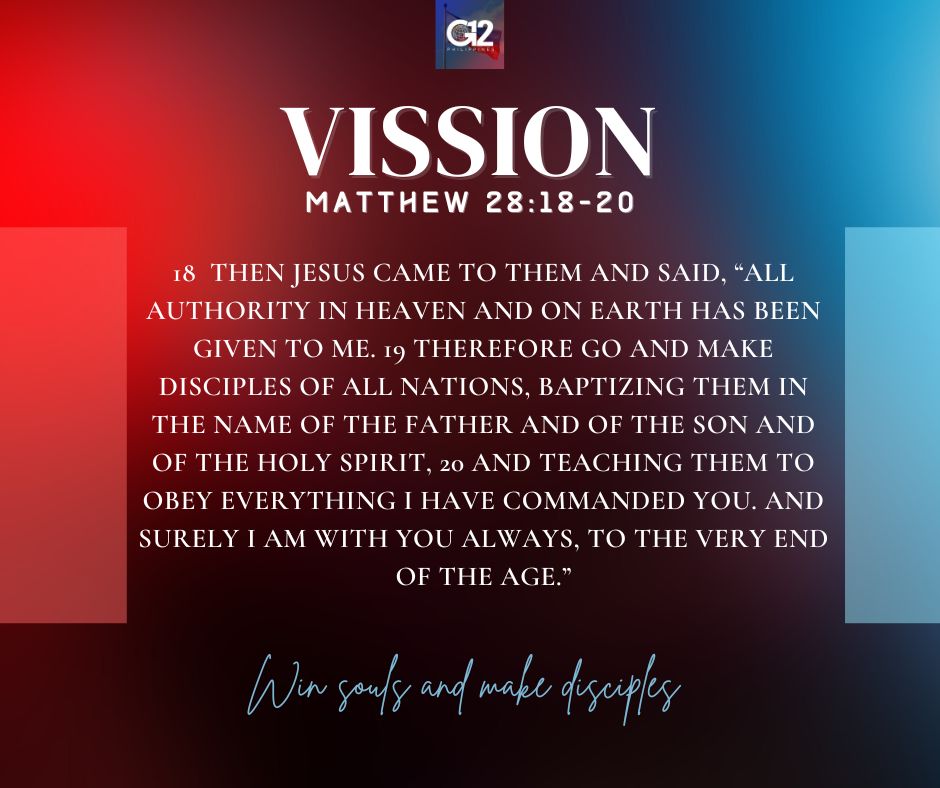 G12
PHILIPPINES
VISSION
MATTHEW 28:18-20
18 THEN JESUS CAME TO THEM AND SAID, “ALL
AUTHORITY IN HEAVEN AND ON EARTH HAS BEEN
GIVEN TO ME. 19 THEREFORE GO AND MAKE
DISCIPLES OF ALL NATIONS, BAPTIZING THEM IN
THE NAME OF THE FATHER AND OF THE SON AND
OF THE HOLY SPIRIT, 20 AND TEACHING THEM TO
OBEY EVERYTHING I HAVE COMMANDED YOU. AND
SURELY I AM WITH YOU ALWAYS, TO THE VERY END
OF THE AGE.”
Win souls and make disciples